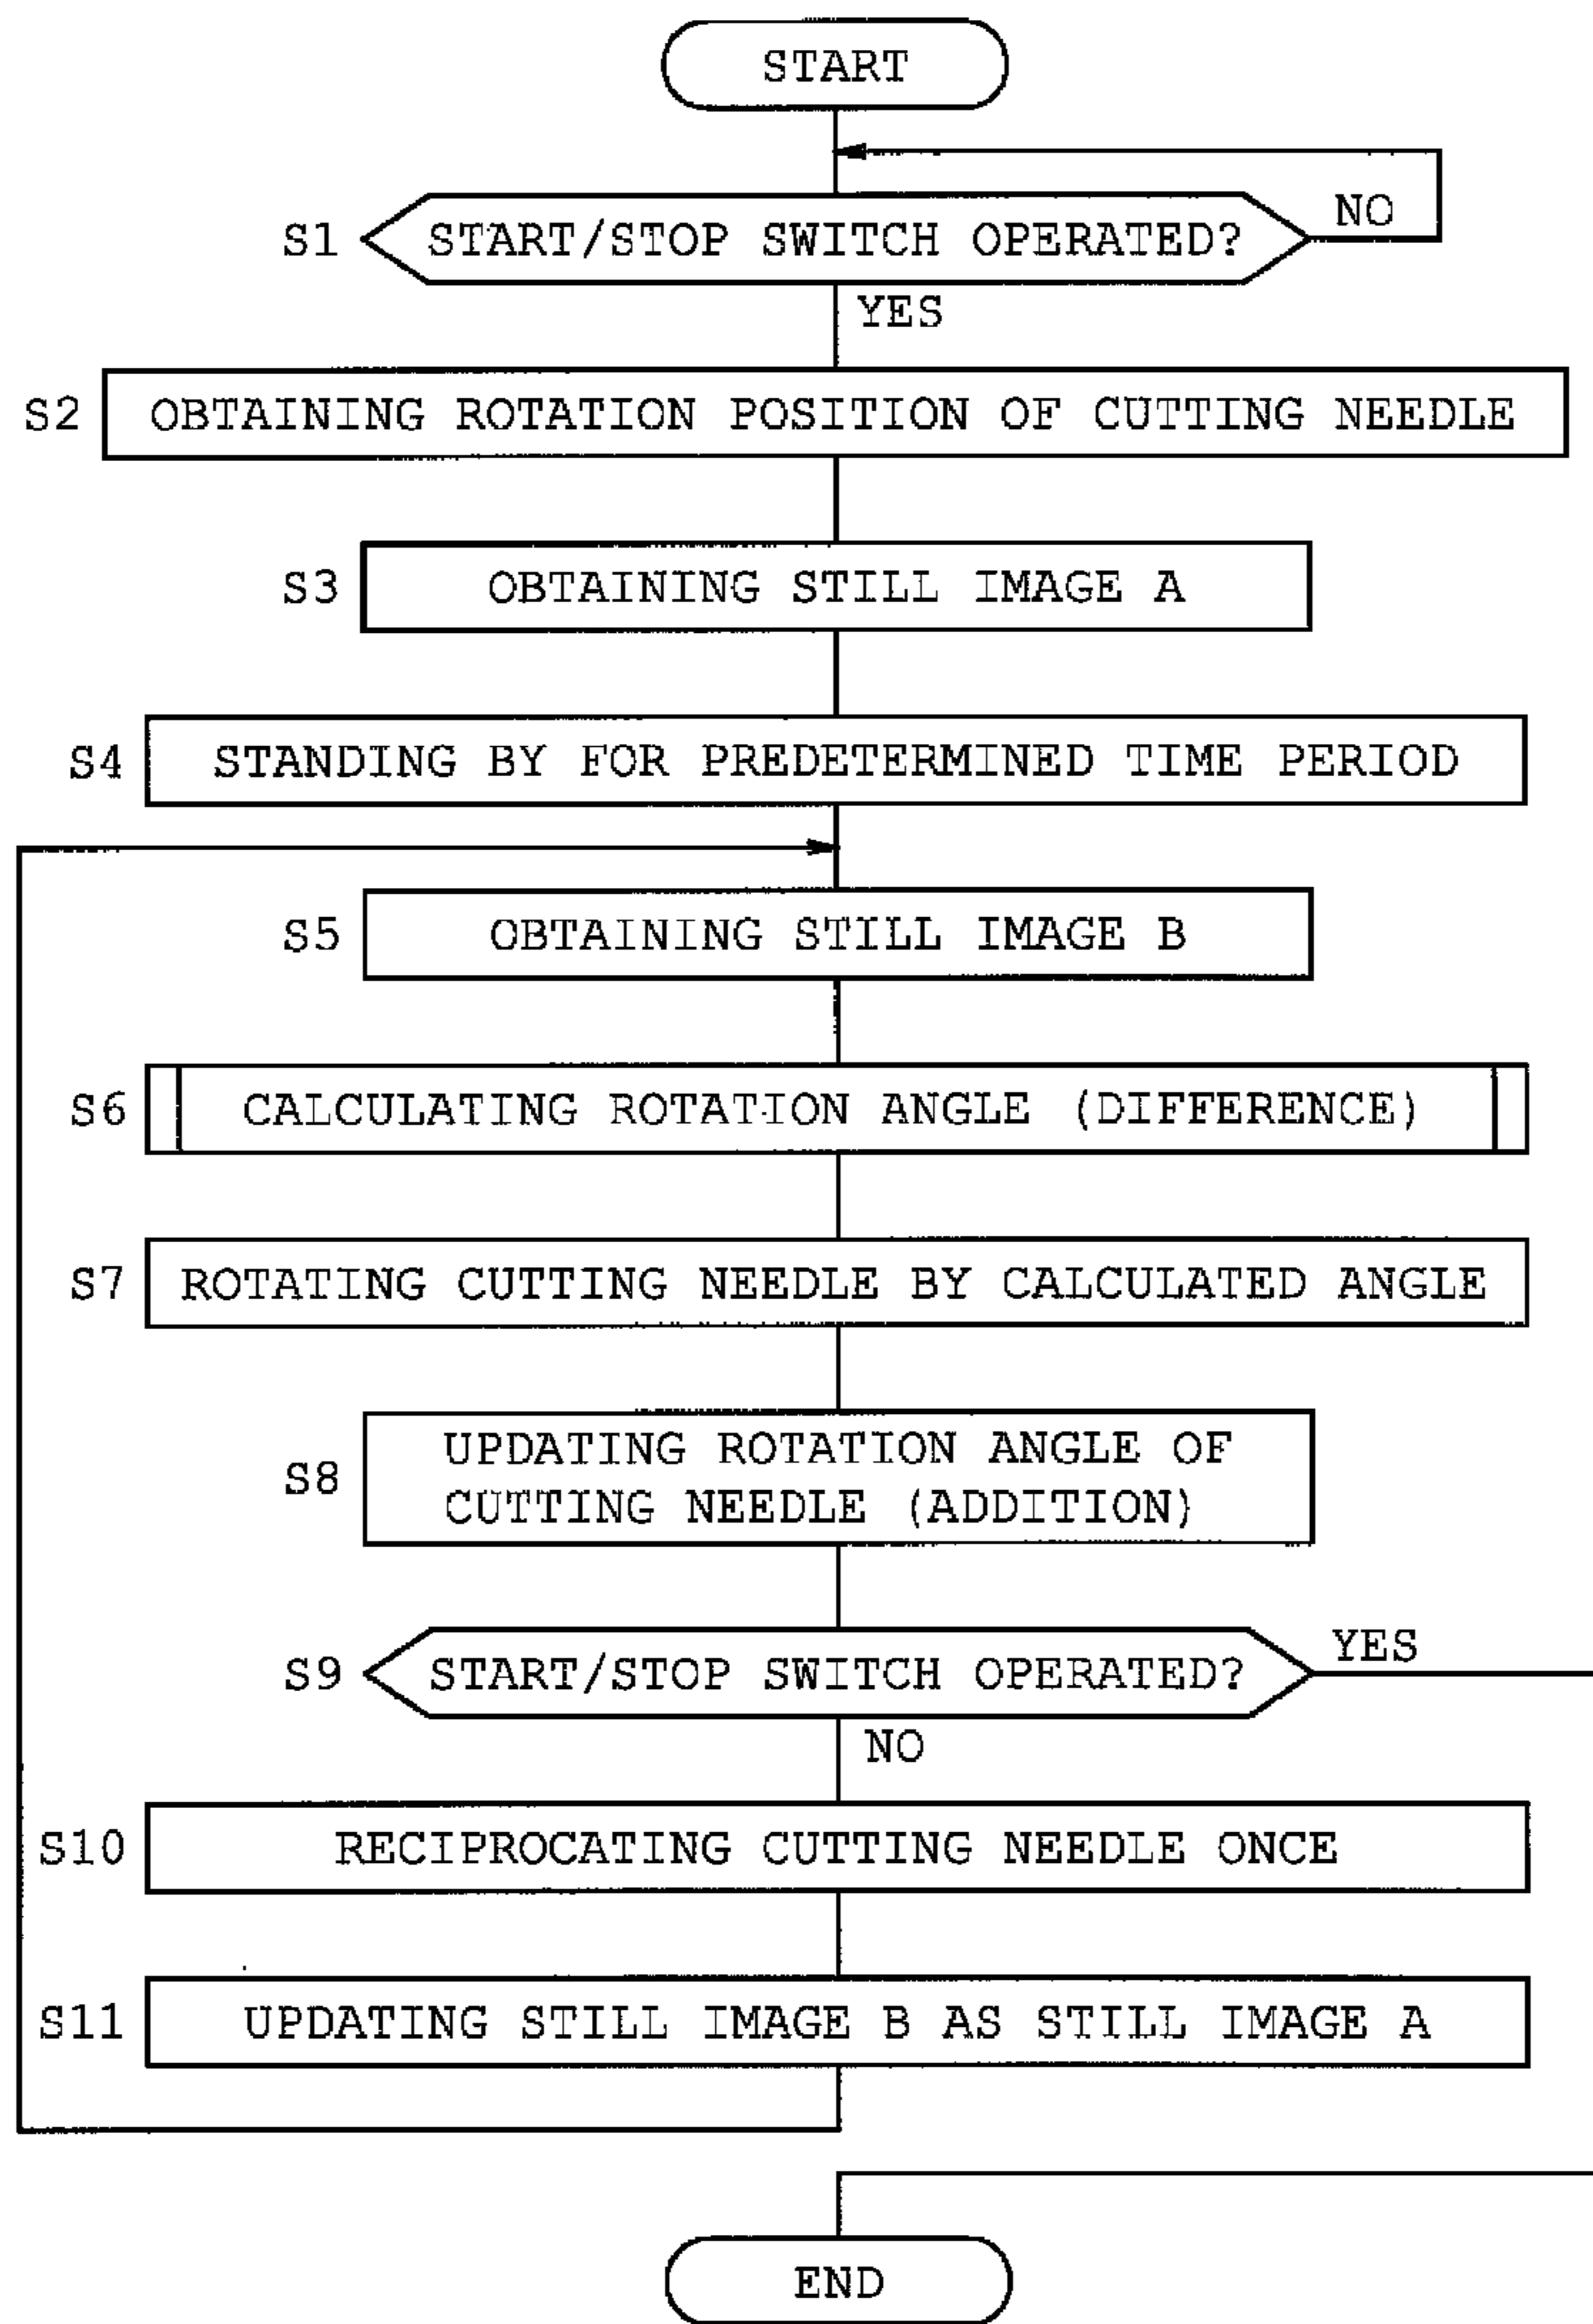 START
S1 START/STOP SWITCH OPERATED? NO
YES
S2 OBTAINING ROTATION POSITION OF CUTTING NEEDLE
S3 OBTAINING STILL IMAGE A
S4 STANDING BY FOR PREDETERMINED TIME PERIOD
S5 OBTAINING STILL IMAGE B
S6 CALCULATING ROTATION ANGLE (DIFFERENCE)
S7 ROTATING CUTTING NEEDLE BY CALCULATED ANGLE
S8 UPDATING ROTATION ANGLE OF
CUTTING NEEDLE (ADDITION)
S9 START/STOP SWITCH OPERATED? YES
NO
S10 RECIPROCATING CUTTING NEEDLE ONCE
S11 UPDATING STILL IMAGE B AS STILL IMAGE A
END